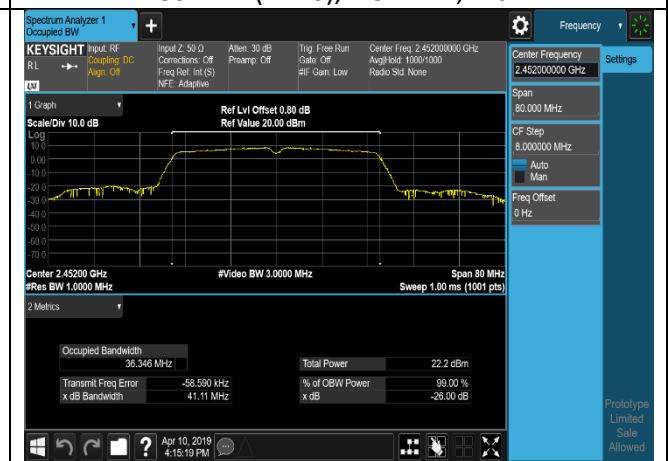 Spectrum Analyzer 1
Occupied BW
+
Frequency
KEYSIGHT
RL
LXI
Input: RF
Coupling: DC
Align: Off
Input Z: 50 Ω
Corrections: Off
Freq Ref: Int (S)
NFE: Adaptive
Atten: 30 dB
Preamp: Off
Trig: Free Run
Gate: Off
#IF Gain: Low
Center Freq: 2.452000000 GHz
Avg|Hold: 1000/1000
Radio Std: None
Center Frequency
2.452000000 GHz
Settings
Span
80.000 MHz
CF Step
8.000000 MHz
Auto
Man
Freq Offset
0 Hz
1 Graph
Scale/Div 10.0 dB
Ref Lvl Offset 0.80 dB
Ref Value 20.00 dBm
Log
10.0
0.00
-10.0
-20.0
-30.0
-40.0
-50.0
-60.0
-70.0
Center 2.45200 GHz
#Video BW 3.0000 MHz
Span 80 MHz
#Res BW 1.0000 MHz
Sweep 1.00 ms (1001 pts)
2 Metrics
Occupied Bandwidth
36.346 MHz
Total Power 22.2 dBm
Transmit Freq Error -58.590 kHz
% of OBW Power 99.00 %
x dB Bandwidth 41.11 MHz
x dB -26.00 dB
Prototype
Limited
Sale
Allowed
?
Apr 10, 2019
4:15:19 PM